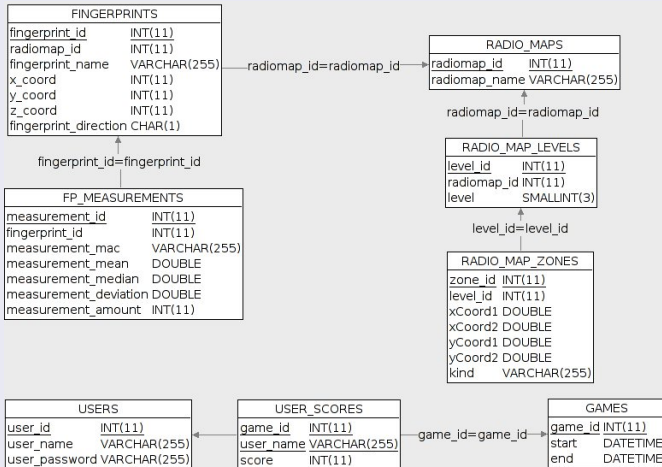 FINGERPRINTS
fingerprint_id INT(11)
radiomap_id INT(11)
fingerprint_name VARCHAR(255)
x_coord INT(11)
y_coord INT(11)
z_coord INT(11)
fingerprint_direction CHAR(1)
radiomap_id=radiomap_id
RADIO_MAPS
radiomap_id INT(11)
radiomap_name VARCHAR(255)
radiomap_id=radiomap_id
RADIO_MAP_LEVELS
level_id INT(11)
radiomap_id INT(11)
level SMALLINT(3)
fingerprint_id=fingerprint_id
FP_MEASUREMENTS
measurement_id INT(11)
fingerprint_id INT(11)
measurement_mac VARCHAR(255)
measurement_mean DOUBLE
measurement_median DOUBLE
measurement_deviation DOUBLE
measurement_amount INT(11)
level_id=level_id
RADIO_MAP_ZONES
zone_id INT(11)
level_id INT(11)
xCoord1 DOUBLE
xCoord2 DOUBLE
yCoord1 DOUBLE
yCoord2 DOUBLE
kind VARCHAR(255)
USERS
user_id INT(11)
user_name VARCHAR(255)
user_password VARCHAR(255)
USER_SCORES
game_id INT(11)
user_name VARCHAR(255)
score INT(11)
game_id=game_id
GAMES
game_id INT(11)
start DATETIME
end DATETIME